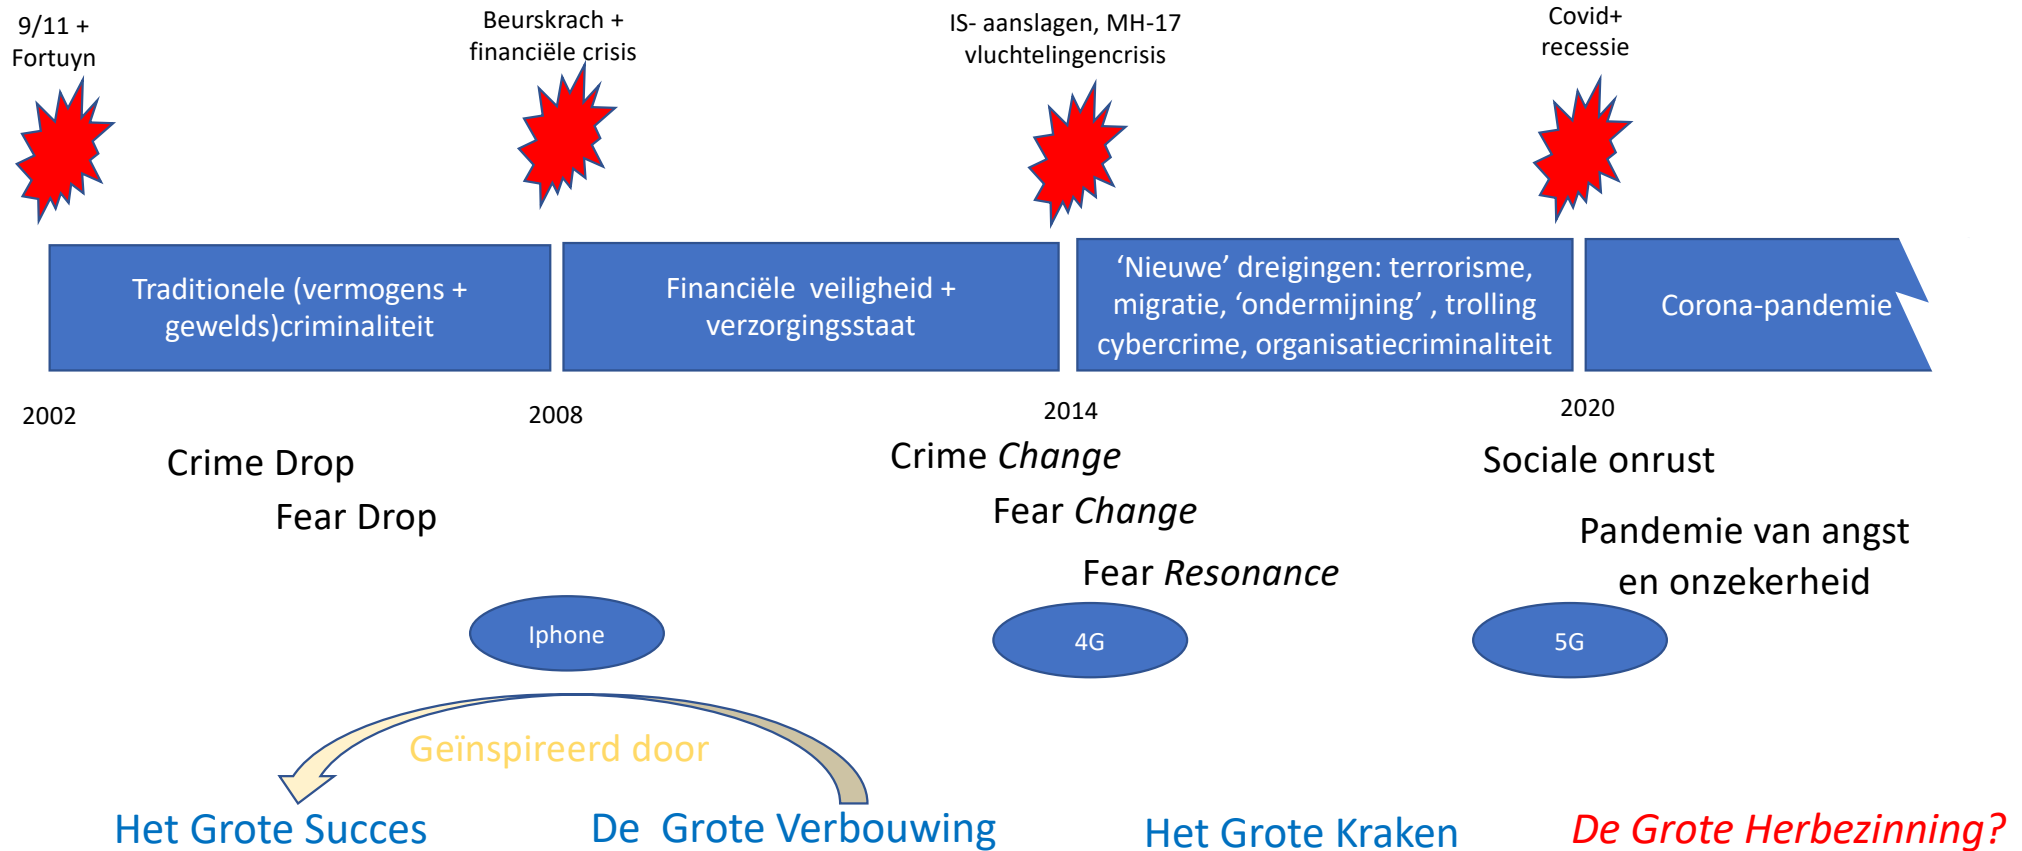 9/11 +
Fortuyn
Beurskrach +
financiële crisis
IS- aanslagen, MH-17
vluchtelingencrisis
Covid+
recessie
Traditionele (vermogens +
gewelds)criminaliteit
Financiële veiligheid +
verzorgingsstaat
‘Nieuwe’ dreigingen: terrorisme,
migratie, ‘ondermijning’ , trolling
cybercrime, organisatiecriminaliteit
Corona-pandemie
2002
2008
2014
2020
Crime Drop
Fear Drop
Crime Change
Fear Change
Fear Resonance
Sociale onrust
Pandemie van angst
en onzekerheid
Iphone
4G
5G
Geïnspireerd door
Het Grote Succes
De Grote Verbouwing
Het Grote Kraken
De Grote Herbezinning?